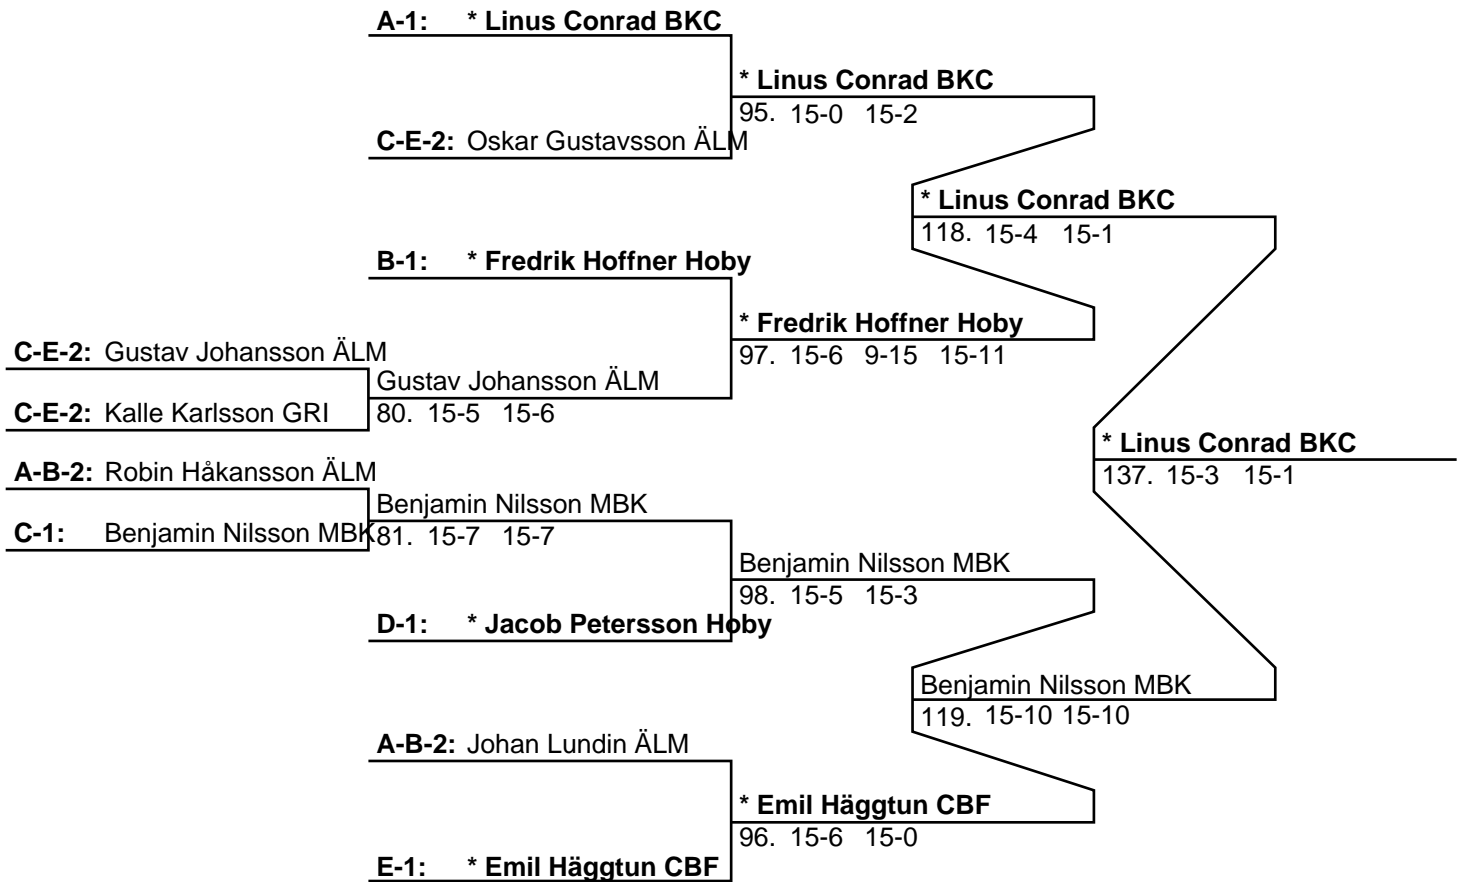 A-1: * Linus Conrad BKC
* Linus Conrad BKC
95. 15-0 15-2
C-E-2: Oskar Gustavsson ÄLM
* Linus Conrad BKC
118. 15-4 15-1
B-1: * Fredrik Hoffner Hoby
* Fredrik Hoffner Hoby
97. 15-6 9-15 15-11
C-E-2: Gustav Johansson ÄLM
Gustav Johansson ÄLM
80. 15-5 15-6
C-E-2: Kalle Karlsson GRI
* Linus Conrad BKC
137. 15-3 15-1
A-B-2: Robin Håkansson ÄLM
Benjamin Nilsson MBK
81. 15-7 15-7
C-1: Benjamin Nilsson MBK
Benjamin Nilsson MBK
98. 15-5 15-3
D-1: * Jacob Petersson Hoby
Benjamin Nilsson MBK
119. 15-10 15-10
A-B-2: Johan Lundin ÄLM
* Emil Häggtun CBF
96. 15-6 15-0
E-1: * Emil Häggtun CBF